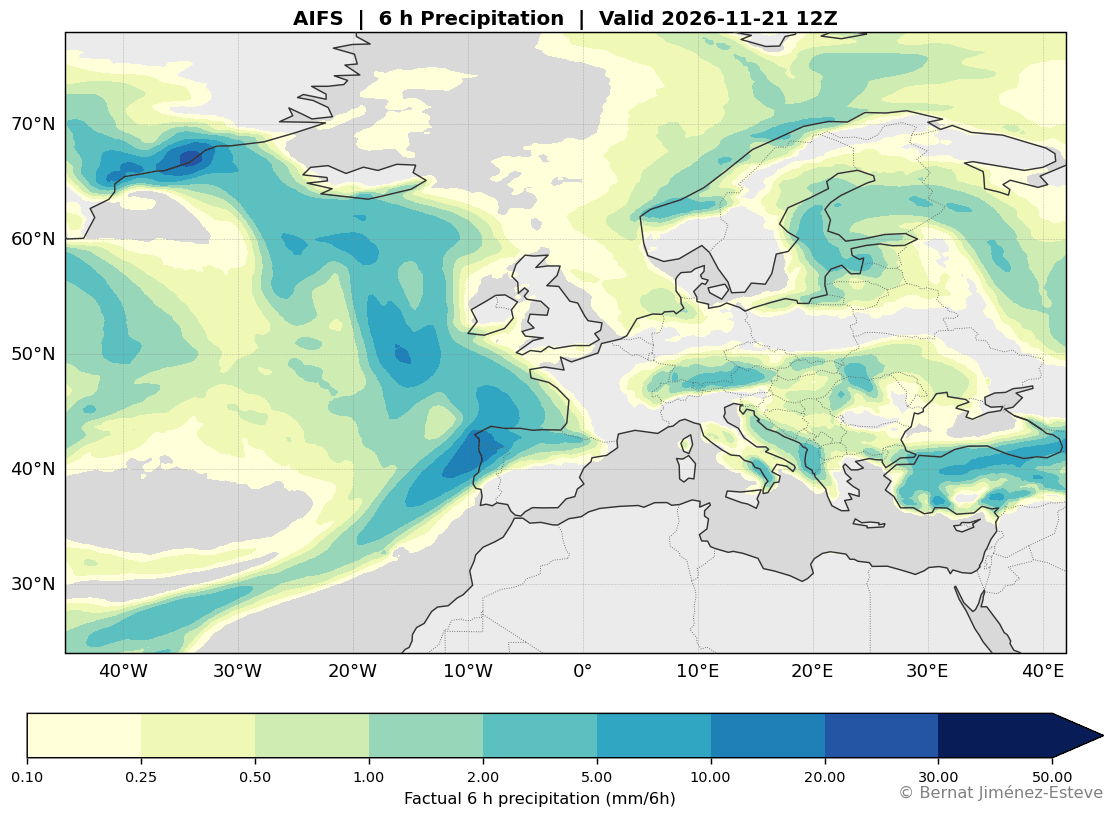 AIFS | 6 h Precipitation | Valid 2026-11-21 12Z
70°N
60°N
50°N
40°N
30°N
40°W 30°W 20°W 10°W 0° 10°E 20°E 30°E 40°E
0.10 0.25 0.50 1.00 2.00 5.00 10.00 20.00 30.00 50.00
Factual 6 h precipitation (mm/6h)
© Bernat Jiménez-Esteve